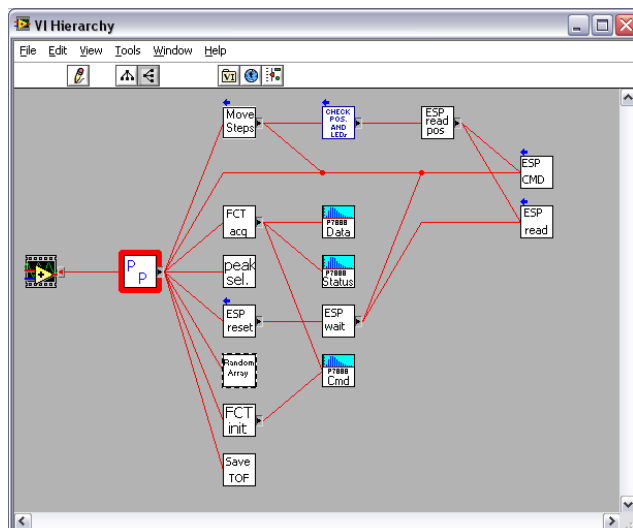 VI Hierarchy
File Edit View Tools Window Help
VI
Move
Steps
CHECK
POS.
AND
LEDs
ESP
read
pos
ESP
CMD
FCT
acq
P7888
Data
ESP
read
P
P
peak
sel.
P7888
Status
ESP
reset
ESP
wait
Random
Array
P7888
Cmd
FCT
init
Save
TOF